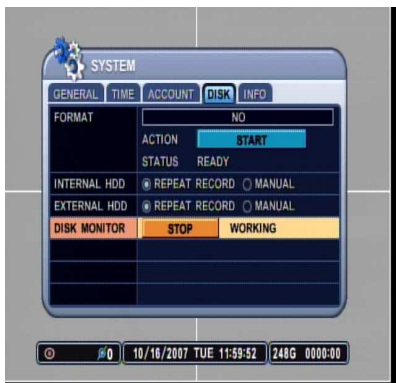 SYSTEM
GENERAL TIME ACCOUNT DISK INFO
FORMAT NO
ACTION START
STATUS READY
INTERNAL HDD REPEAT RECORD MANUAL
EXTERNAL HDD REPEAT RECORD MANUAL
DISK MONITOR STOP WORKING
0 10/16/2007 TUE 11:59:52 248G 0000:00